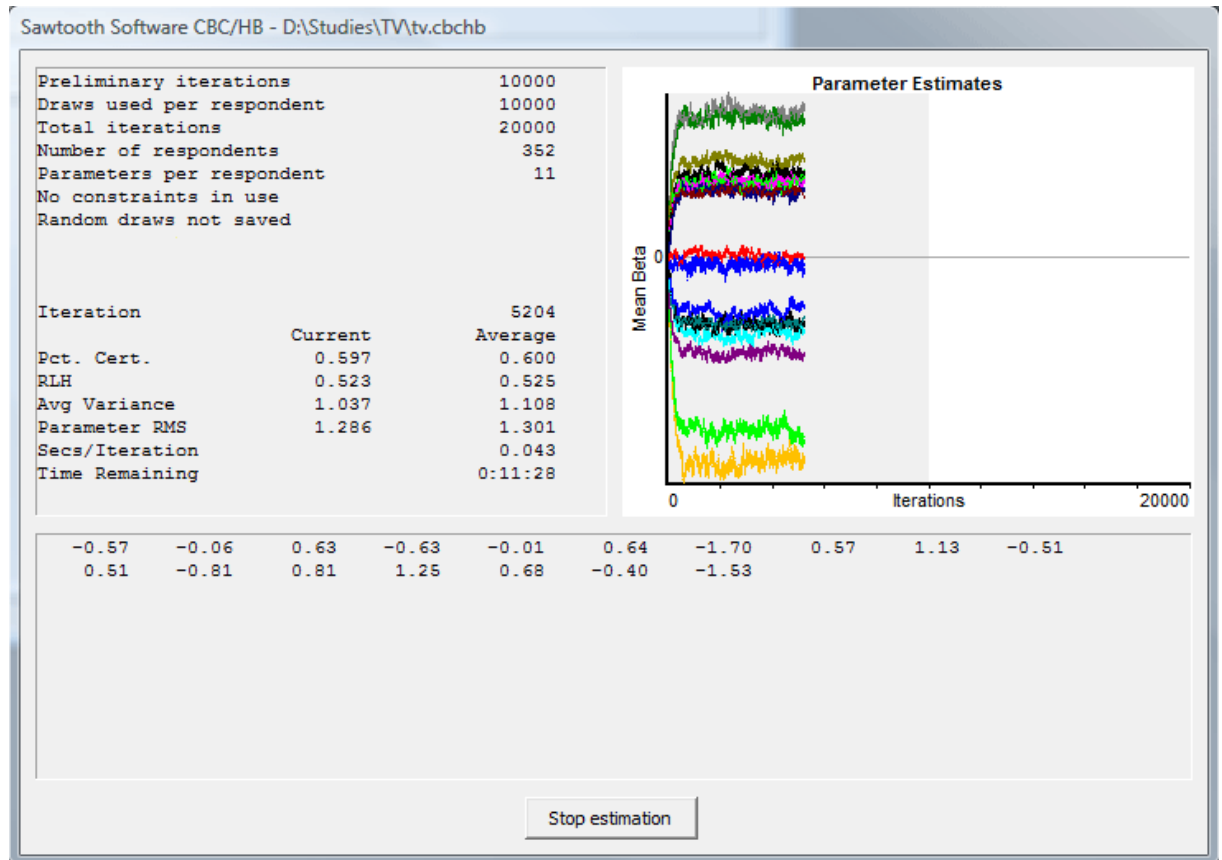 Sawtooth Software CBC/HB - D:\Studies\TV\tv.cbchb
Preliminary iterations 10000
Draws used per respondent 10000
Total iterations 20000
Number of respondents 352
Parameters per respondent 11
No constraints in use
Random draws not saved
Iteration 5204
Current Average
Pct. Cert. 0.597 0.600
RLH 0.523 0.525
Avg Variance 1.037 1.108
Parameter RMS 1.286 1.301
Secs/Iteration 0.043
Time Remaining 0:11:28
Parameter Estimates
Mean Beta
0
0 Iterations 20000
-0.57 -0.06 0.63 -0.63 -0.01 0.64 -1.70 0.57 1.13 -0.51
0.51 -0.81 0.81 1.25 0.68 -0.40 -1.53
Stop estimation